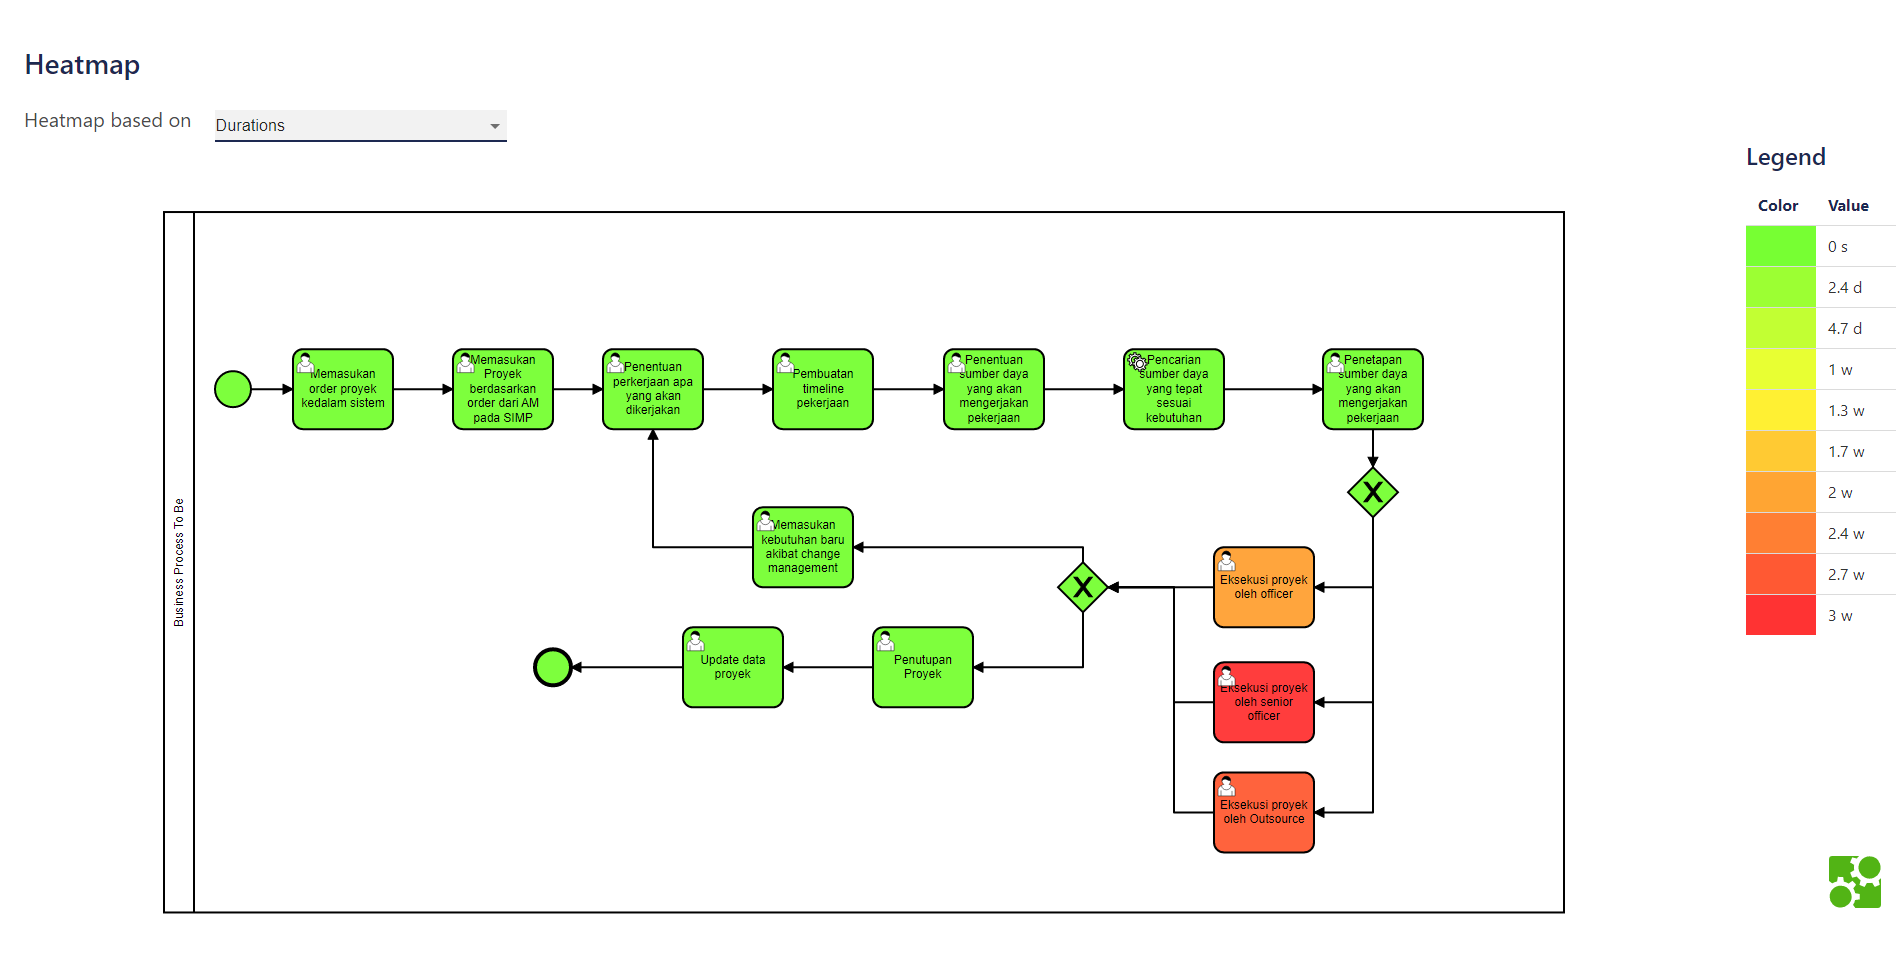 Heatmap
Heatmap based on
Durations
Legend
Color
Value
0 s
2.4 d
4.7 d
1 w
1.3 w
1.7 w
2 w
2.4 w
2.7 w
3 w
Business Process To Be
Memasukan
order proyek
kedalam sistem
Memasukan
Proyek
berdasarkan
order dari AM
pada SIMP
Penentuan
perkerjaan apa
yang akan
dikerjakan
Pembuatan
timeline
pekerjaan
Penentuan
sumber daya
yang akan
mengerjakan
pekerjaan
Pencarian
sumber daya
yang tepat
sesuai
kebutuhan
Penetapan
sumber daya
yang akan
mengerjakan
pekerjaan
X
Memasukan
kebutuhan baru
akibat change
management
X
Eksekusi proyek
oleh officer
Update data
proyek
Penutupan
Proyek
Eksekusi proyek
oleh senior
officer
Eksekusi proyek
oleh Outsource